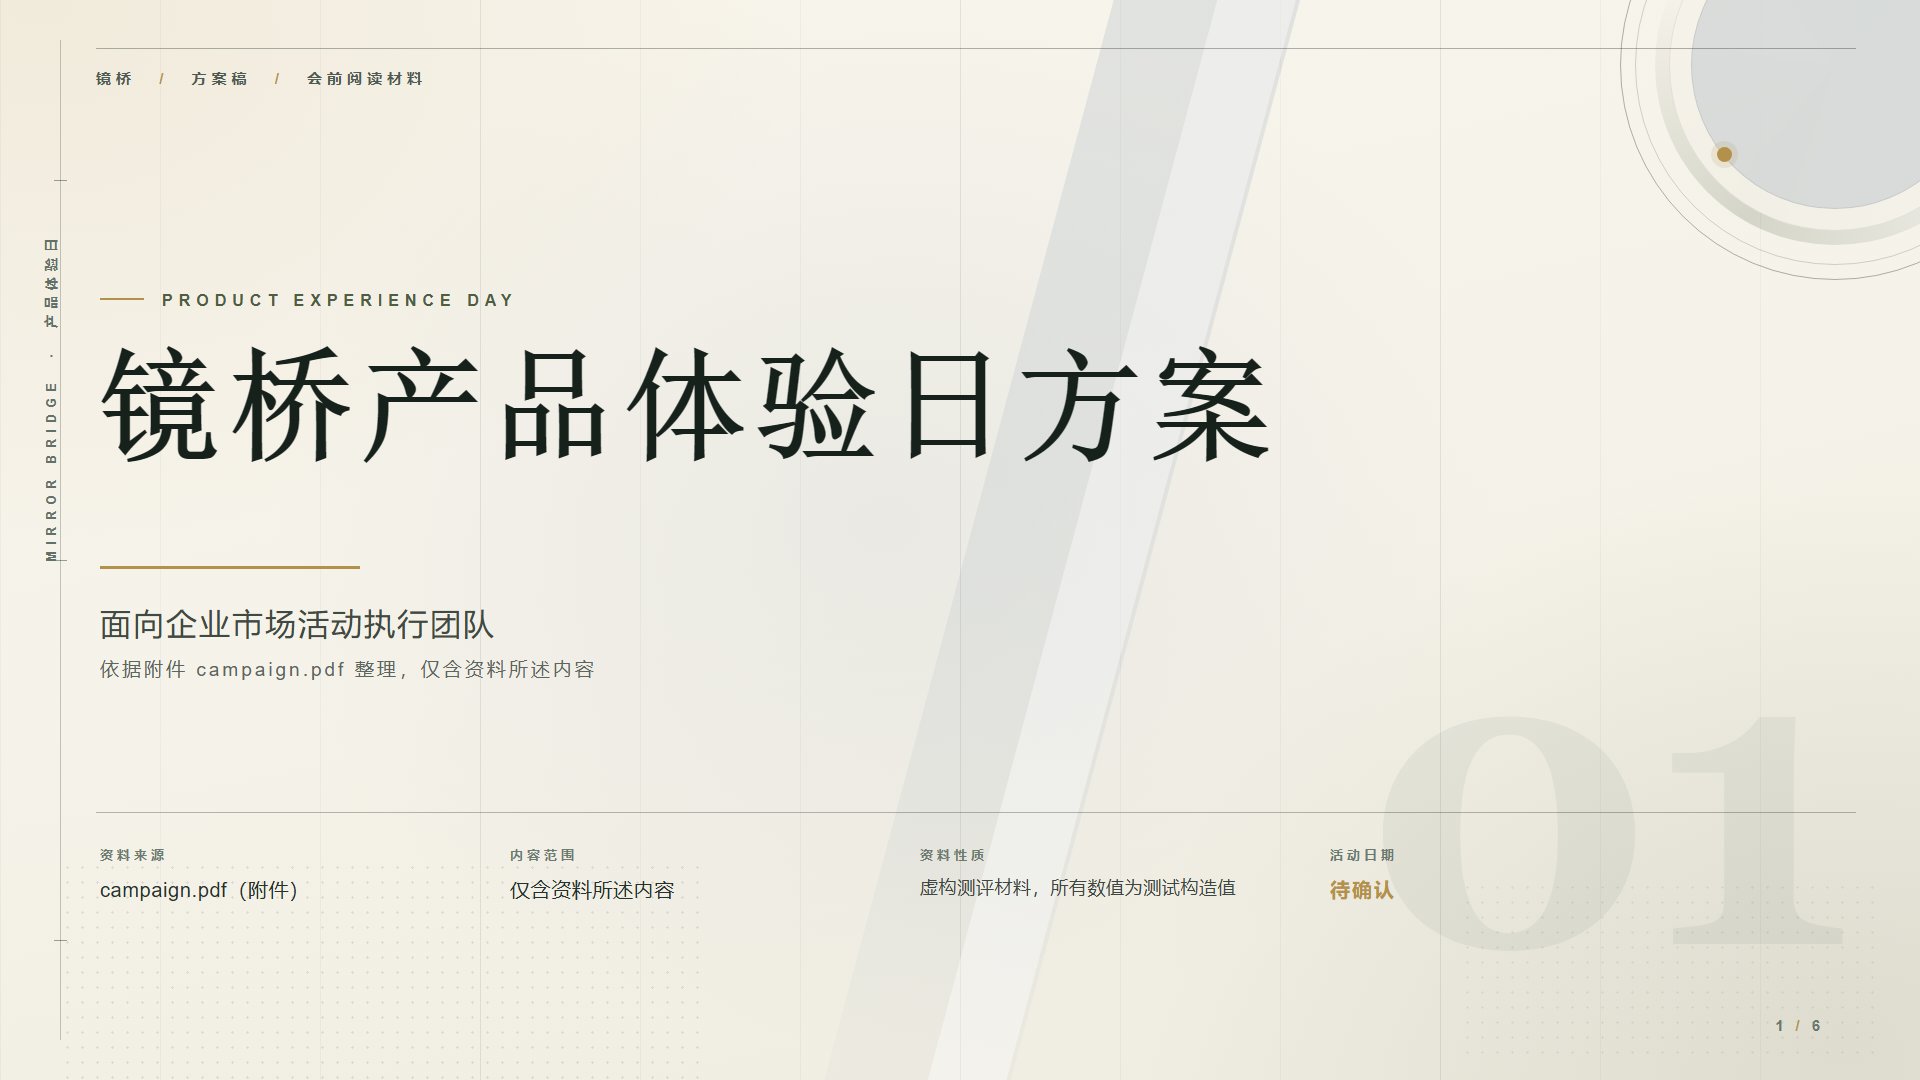 镜桥 / 方案稿 / 会前阅读材料
MIRROR BRIDGE · 产品体验日
PRODUCT EXPERIENCE DAY
镜桥产品体验日方案
面向企业市场活动执行团队
依据附件 campaign.pdf 整理，仅含资料所述内容
01
资料来源
campaign.pdf（附件）
内容范围
仅含资料所述内容
资料性质
虚构测评材料，所有数值为测试构造值
活动日期
待确认
1 / 6